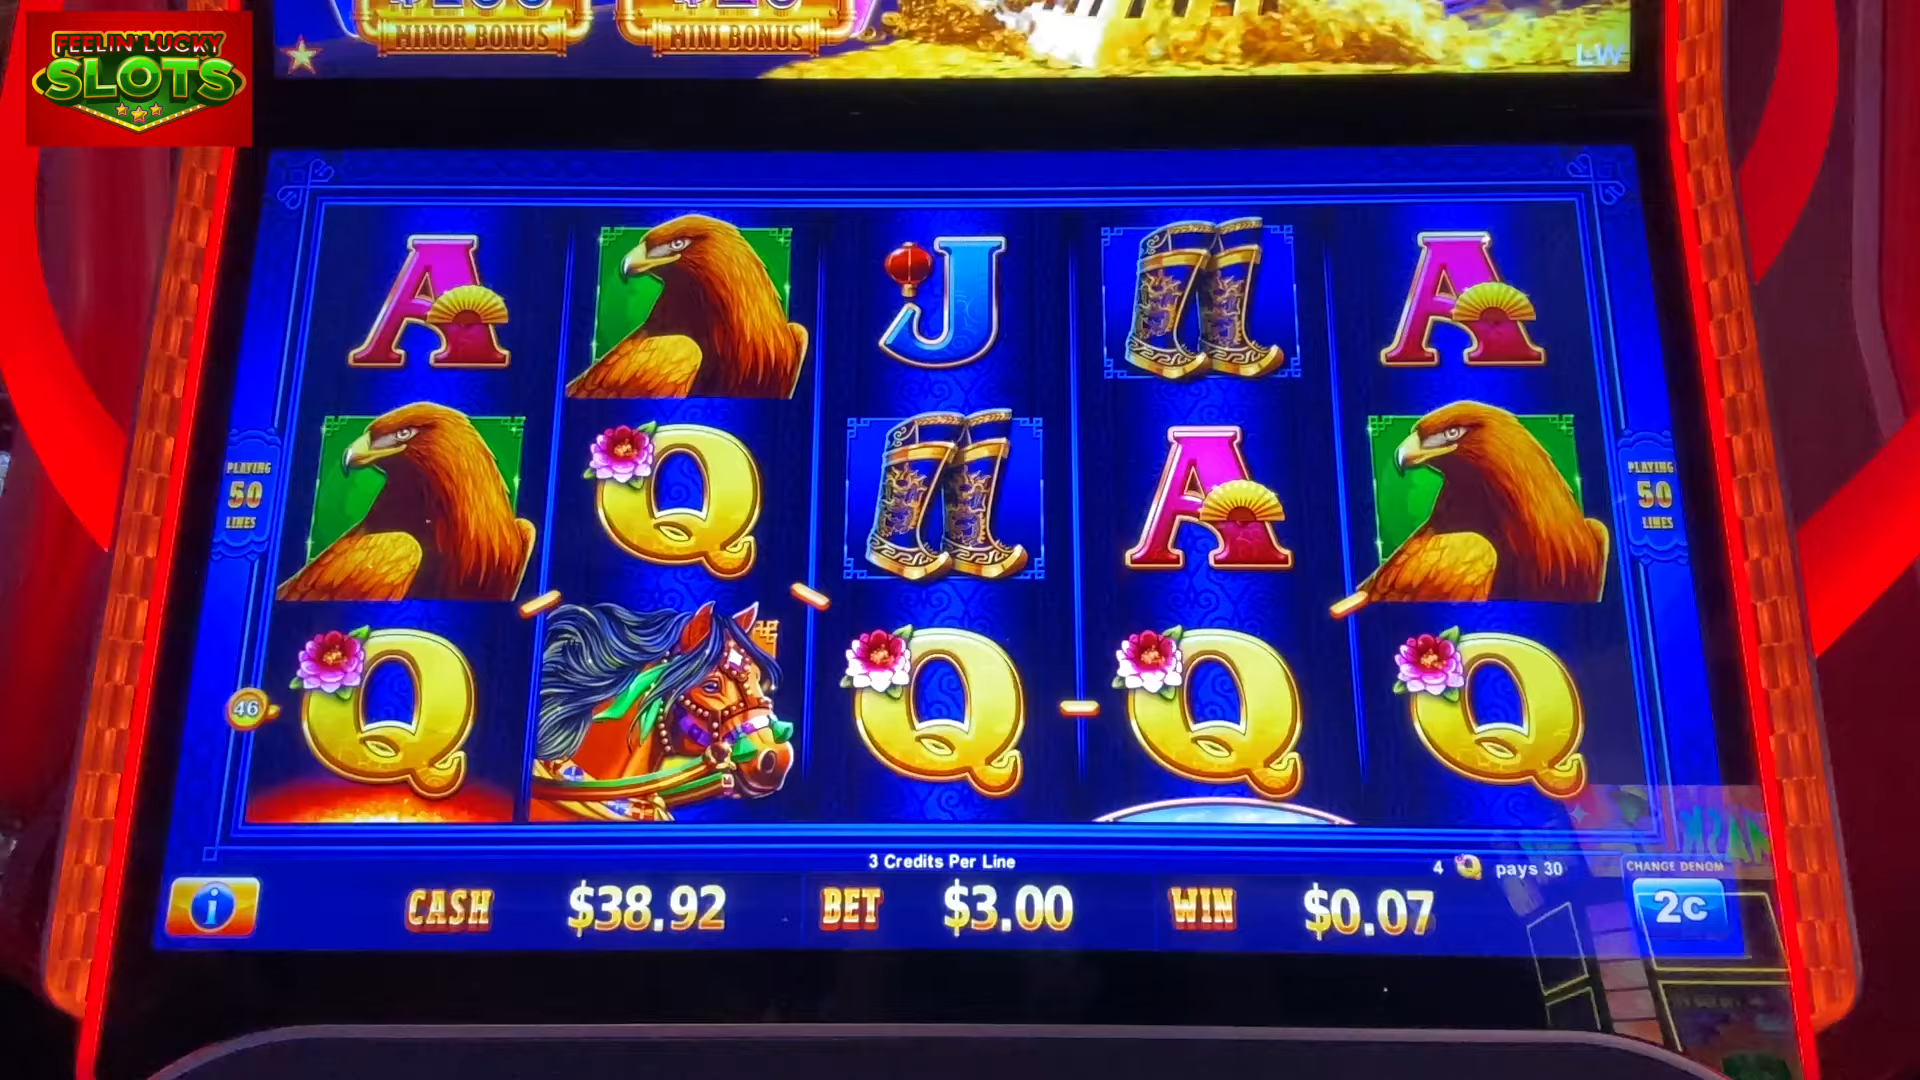 FEELIN' LUCKY
SLOTS
MINOR BONUS
MINI BONUS
L&W
A
J
A
Q
A
PLAYING
50
LINES
PLAYING
50
LINES
46
Q
Q
Q
Q
3 Credits Per Line
4
pays 30
CHANGE DENOM
CASH
$38.92
BET
$3.00
WIN
$0.07
2¢